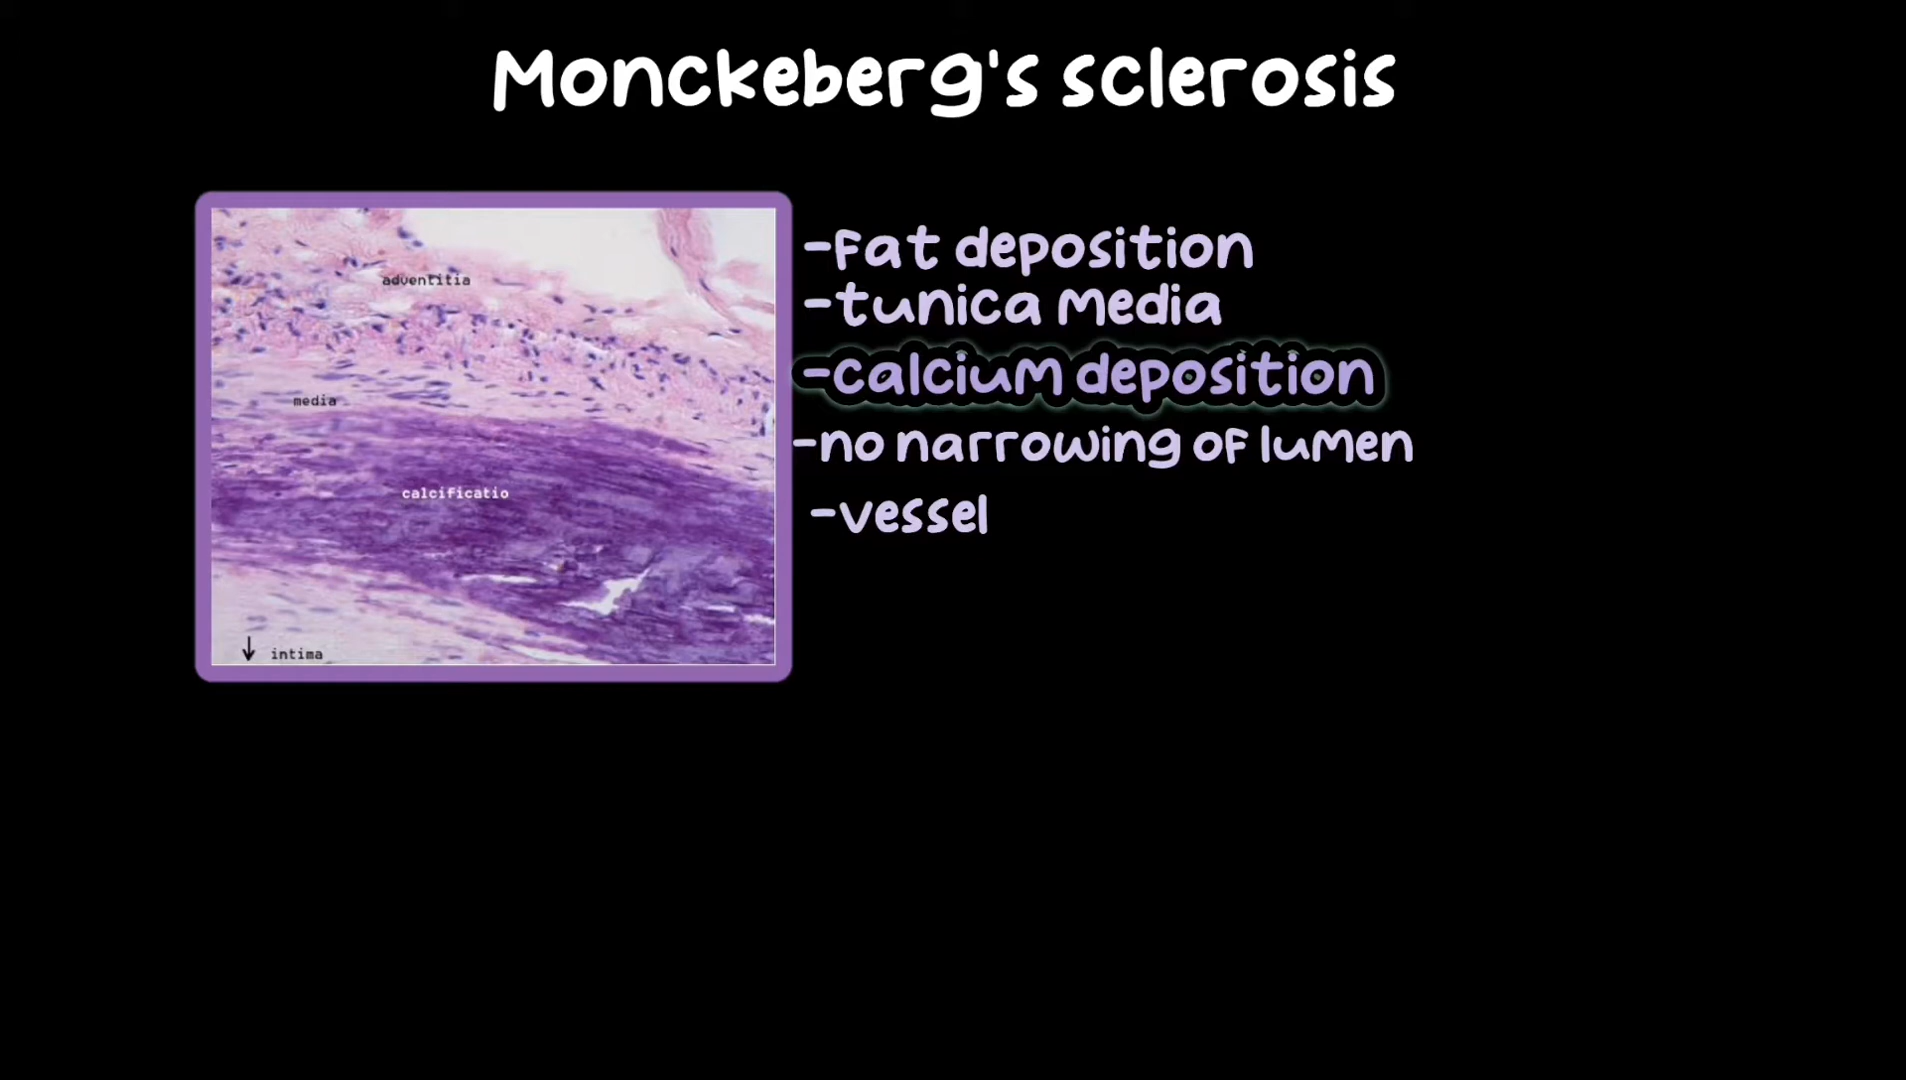 Monckeberg's sclerosis
adventitia
media
calcificatio
↓ intima
-Fat deposition
-tunica media
-calcium deposition
-no narrowing of lumen
-vessel